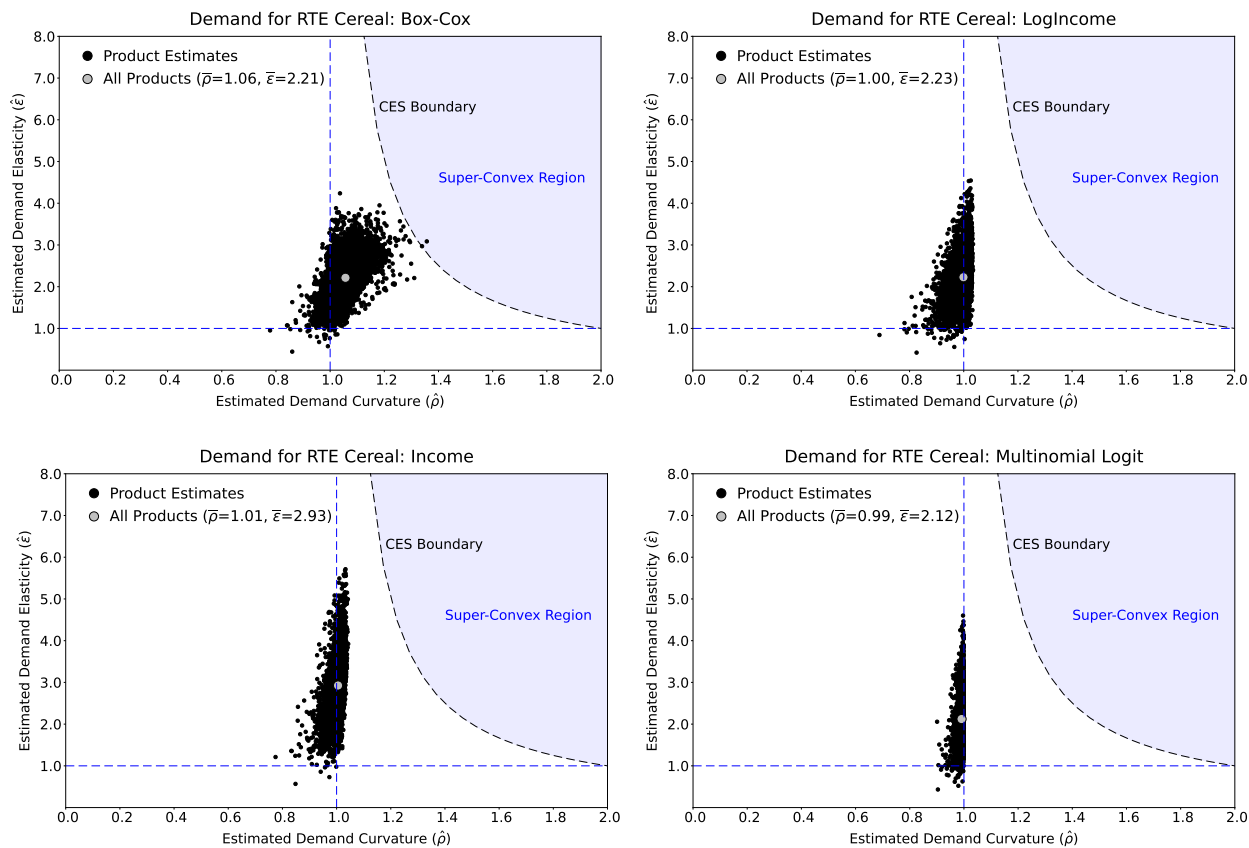 Demand for RTE Cereal: Box-Cox
Estimated Demand Elasticity (ε̂)
8.0
7.0
6.0
5.0
4.0
3.0
2.0
1.0
Product Estimates
All Products (ρ̅=1.06, ε̅=2.21)
CES Boundary
Super-Convex Region
0.0 0.2 0.4 0.6 0.8 1.0 1.2 1.4 1.6 1.8 2.0
Estimated Demand Curvature (ρ̂)
Demand for RTE Cereal: LogIncome
Estimated Demand Elasticity (ε̂)
8.0
7.0
6.0
5.0
4.0
3.0
2.0
1.0
Product Estimates
All Products (ρ̅=1.00, ε̅=2.23)
CES Boundary
Super-Convex Region
0.0 0.2 0.4 0.6 0.8 1.0 1.2 1.4 1.6 1.8 2.0
Estimated Demand Curvature (ρ̂)
Demand for RTE Cereal: Income
Estimated Demand Elasticity (ε̂)
8.0
7.0
6.0
5.0
4.0
3.0
2.0
1.0
Product Estimates
All Products (ρ̅=1.01, ε̅=2.93)
CES Boundary
Super-Convex Region
0.0 0.2 0.4 0.6 0.8 1.0 1.2 1.4 1.6 1.8 2.0
Estimated Demand Curvature (ρ̂)
Demand for RTE Cereal: Multinomial Logit
Estimated Demand Elasticity (ε̂)
8.0
7.0
6.0
5.0
4.0
3.0
2.0
1.0
Product Estimates
All Products (ρ̅=0.99, ε̅=2.12)
CES Boundary
Super-Convex Region
0.0 0.2 0.4 0.6 0.8 1.0 1.2 1.4 1.6 1.8 2.0
Estimated Demand Curvature (ρ̂)